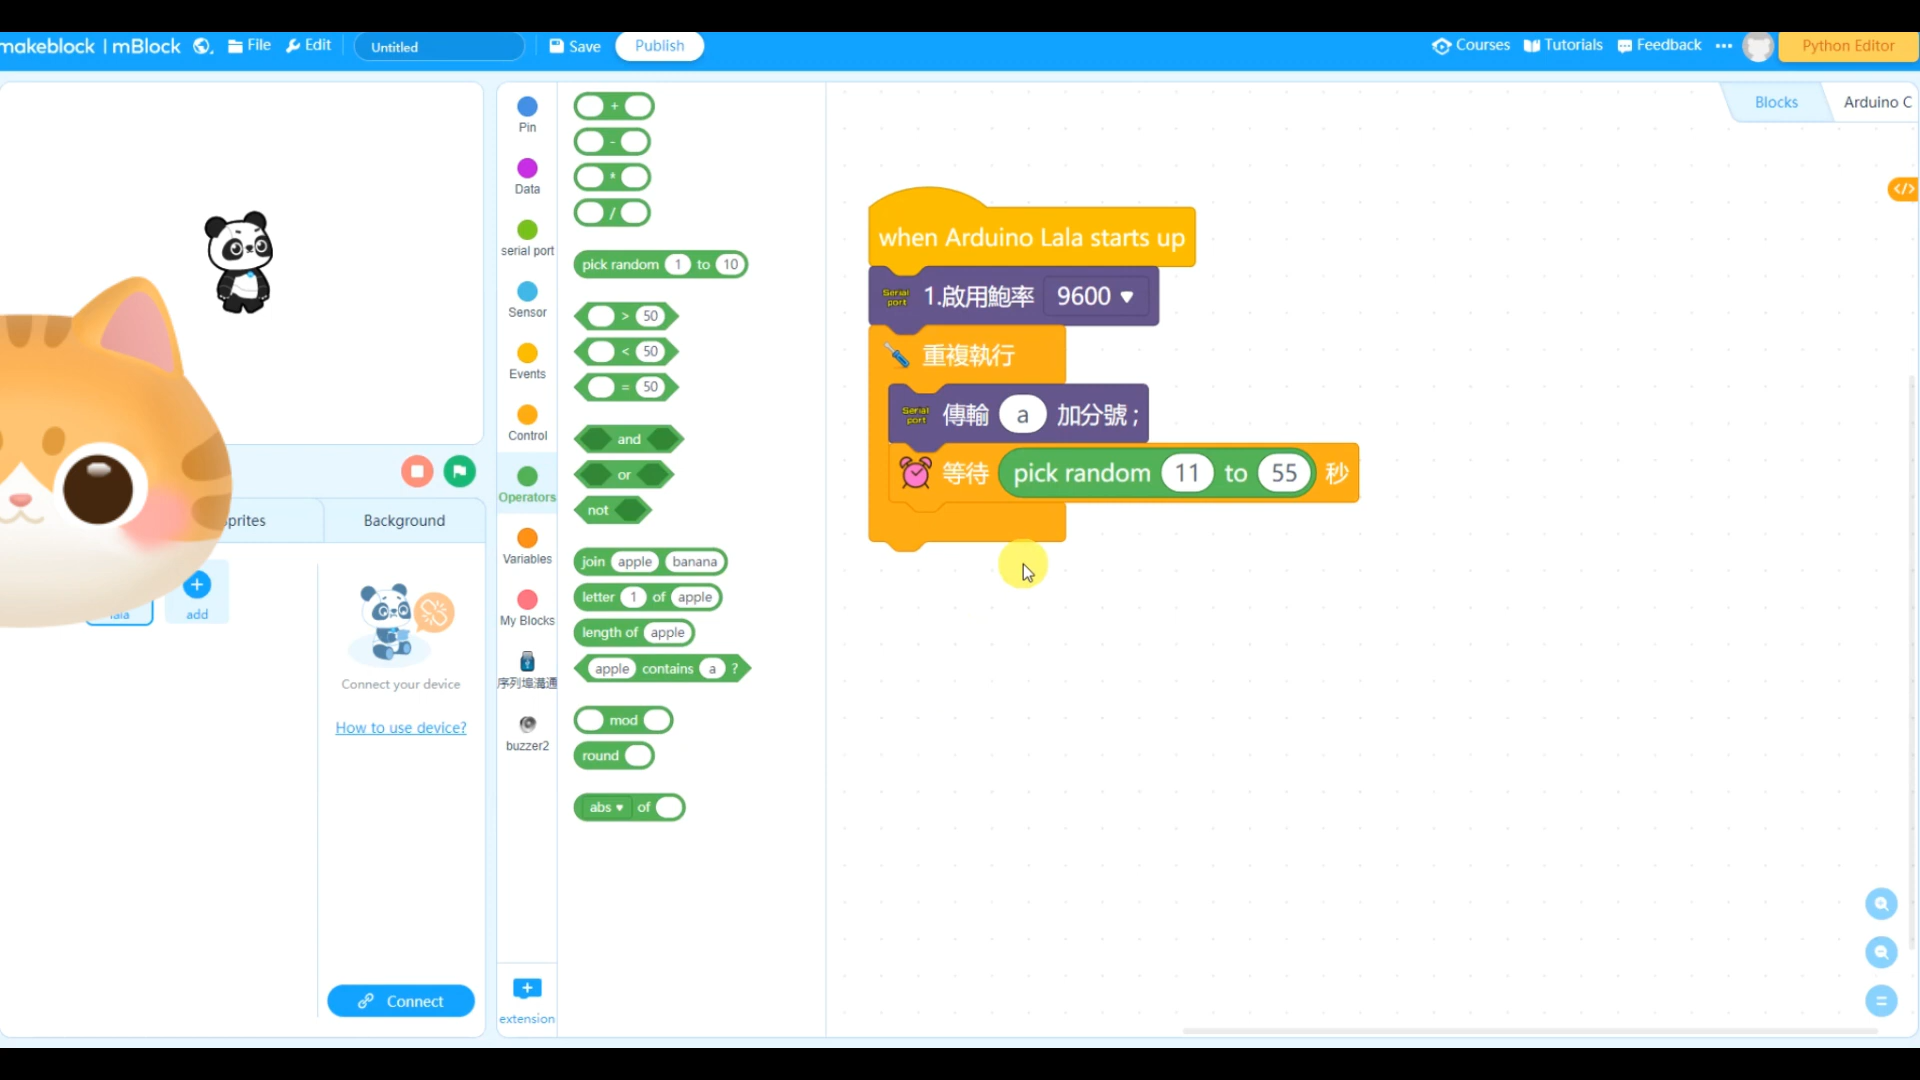 makeblock | mBlock
File
Edit
Untitled
Save
Publish
Courses
Tutorials
Feedback
Python Editor
Blocks
Arduino C
</>
Pin
Data
serial port
Sensor
Events
Control
Operators
Variables
My Blocks
序列埠溝通
buzzer2
extension
+
-
*
/
pick random 1 to 10
> 50
< 50
= 50
and
or
not
join apple banana
letter 1 of apple
length of apple
apple contains a ?
mod
round
abs of
when Arduino Lala starts up
Serial port 1.啟用鮑率 9600
重複執行
Serial port 傳輸 a 加分號 ;
等待 pick random 11 to 55 秒
prites
Background
lala
add
Connect your device
How to use device?
Connect